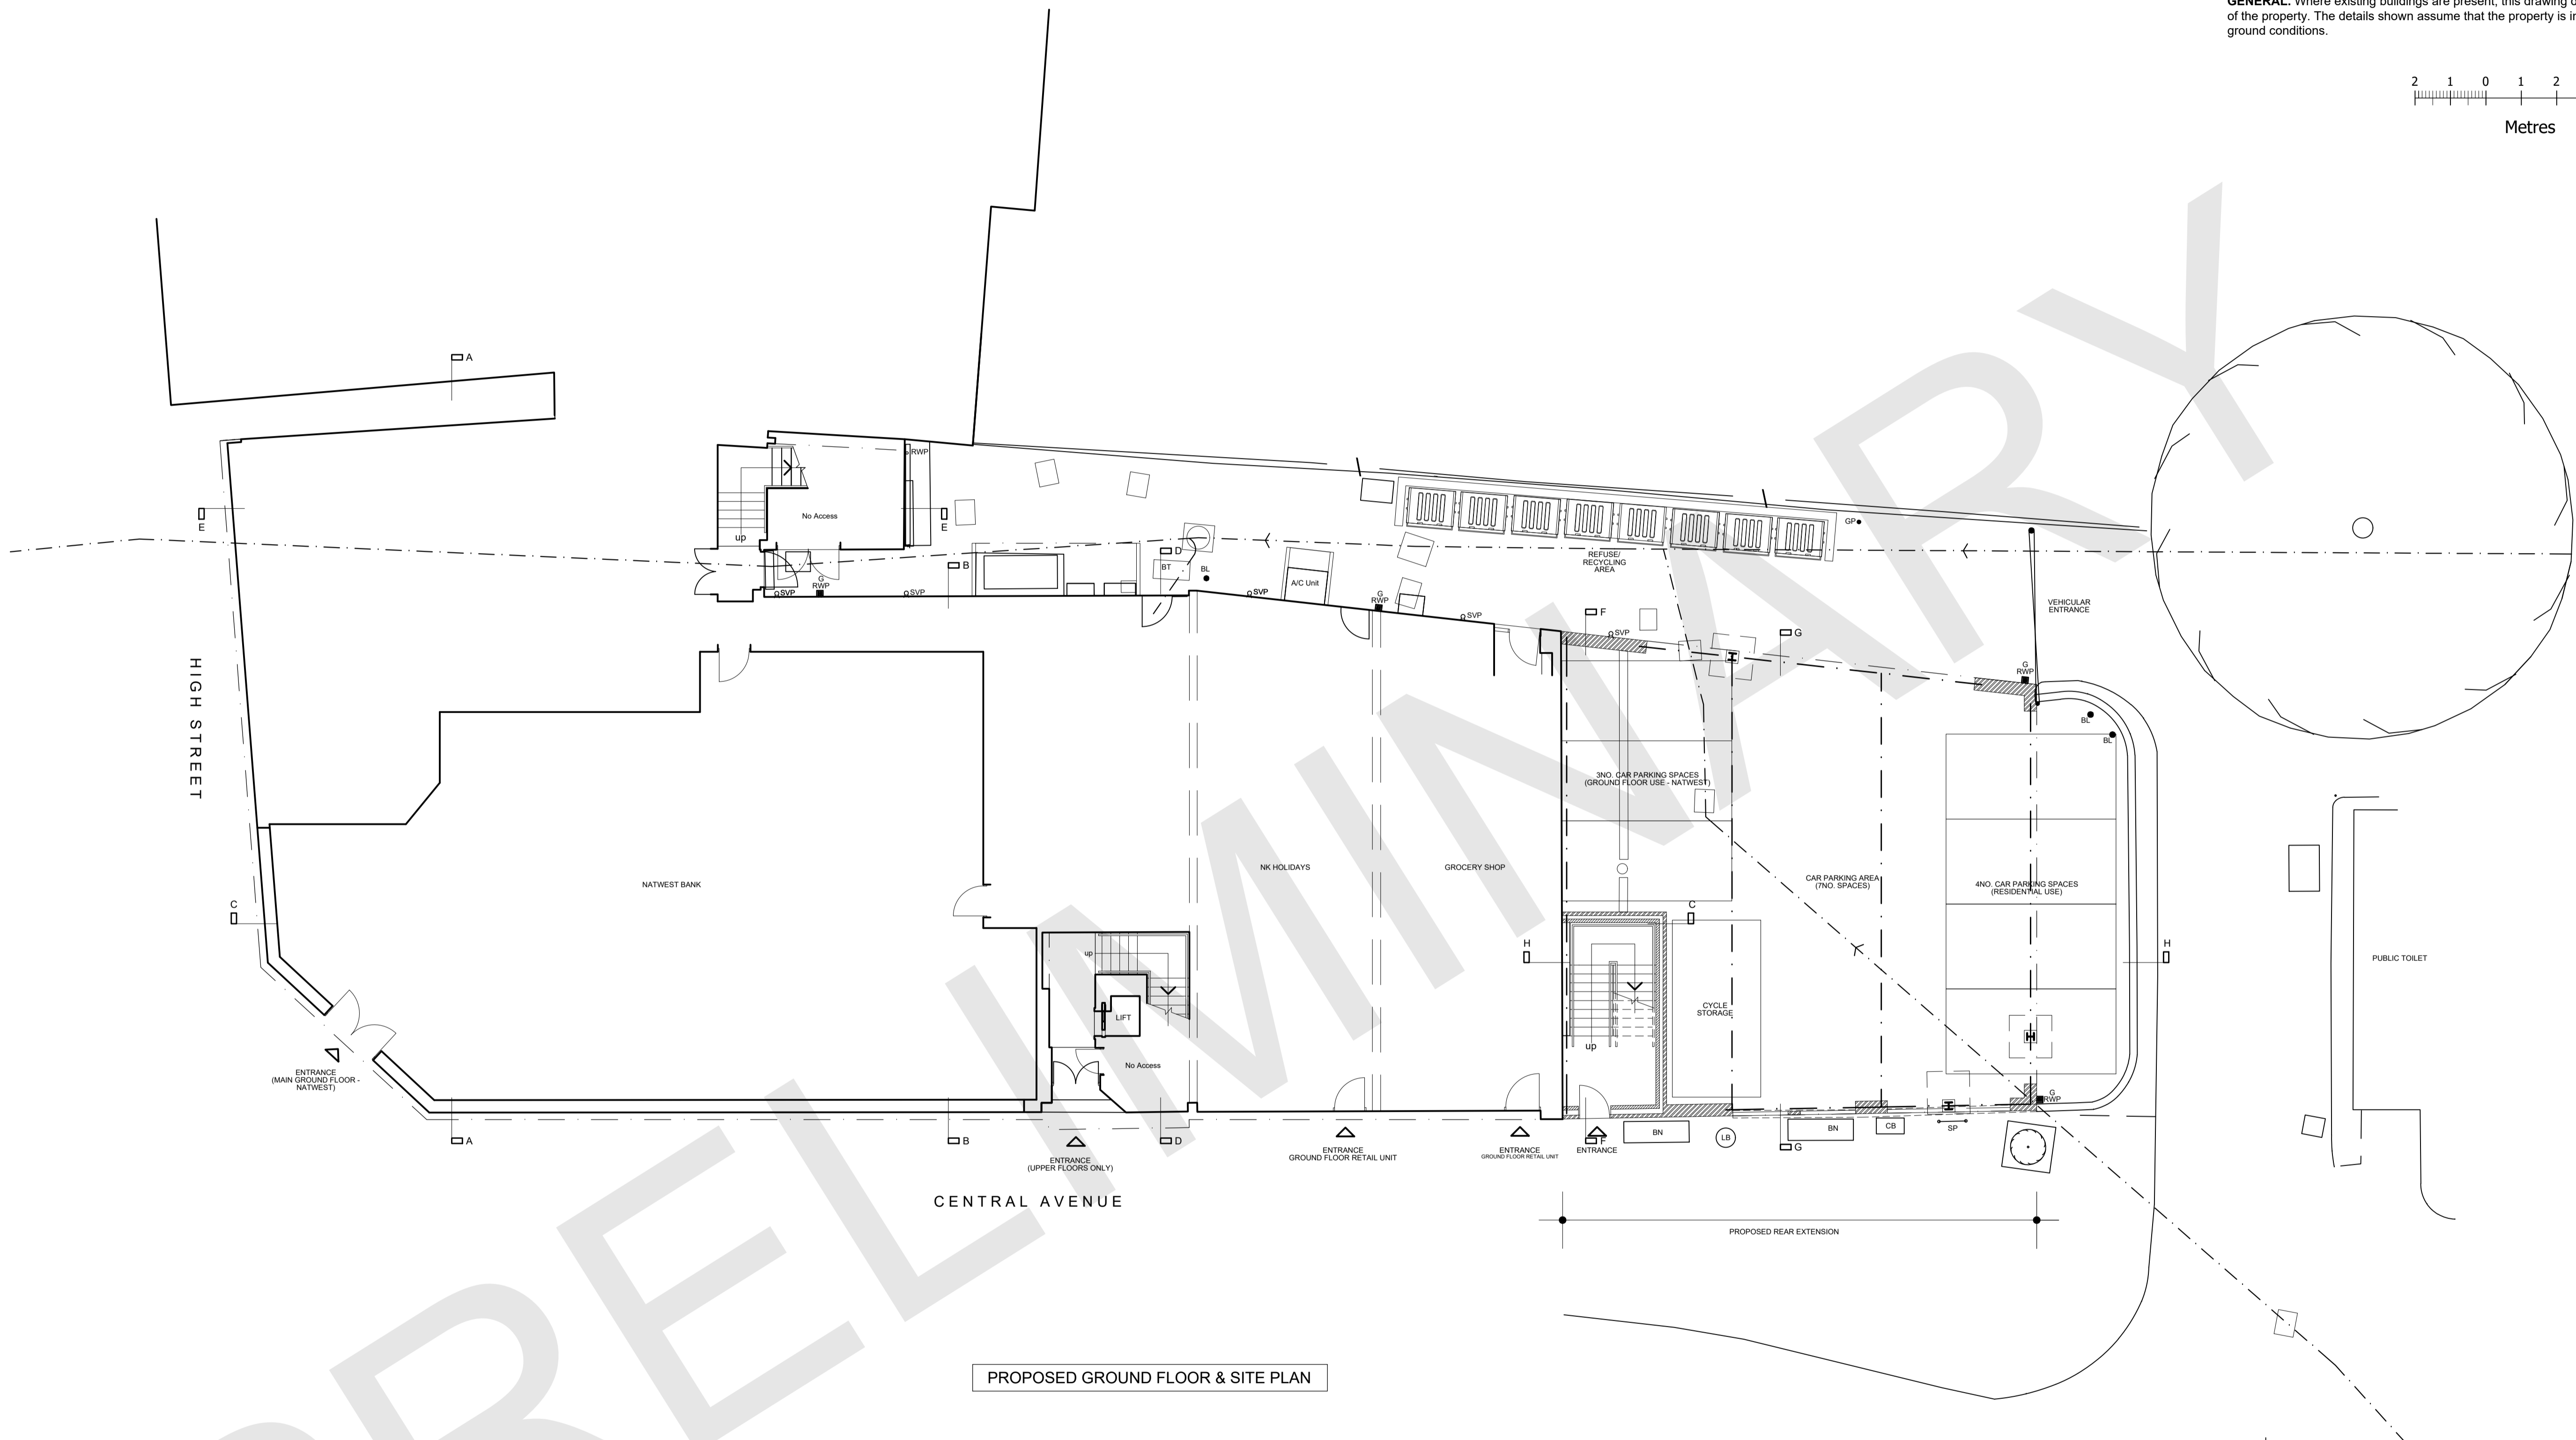 GENERAL. Where existing buildings are present, this drawing
of the property. The details shown assume that the property is
ground conditions.
2 1 0 1 2
Metres
PRELIMINARY
A
RWP
No Access
up
E
E
D
B
BT
BL
G
RWP
SVP
SVP
SVP
A/C Unit
G
RWP
SVP
GP
REFUSE/
RECYCLING
AREA
F
SVP
G
VEHICULAR
ENTRANCE
G
RWP
BL
BL
HIGH STREET
3NO. CAR PARKING SPACES
(GROUND FLOOR USE - NATWEST)
NATWEST BANK
NK HOLIDAYS
GROCERY SHOP
CAR PARKING AREA
(7NO. SPACES)
4NO. CAR PARKING SPACES
(RESIDENTIAL USE)
C
C
H
H
up
LIFT
No Access
up
CYCLE
STORAGE
PUBLIC TOILET
ENTRANCE
(MAIN GROUND FLOOR -
NATWEST)
G
RWP
A
B
D
F
G
BN
LB
BN
CB
SP
ENTRANCE
(UPPER FLOORS ONLY)
ENTRANCE
GROUND FLOOR RETAIL UNIT
ENTRANCE
GROUND FLOOR RETAIL UNIT
ENTRANCE
CENTRAL AVENUE
PROPOSED REAR EXTENSION
PROPOSED GROUND FLOOR & SITE PLAN